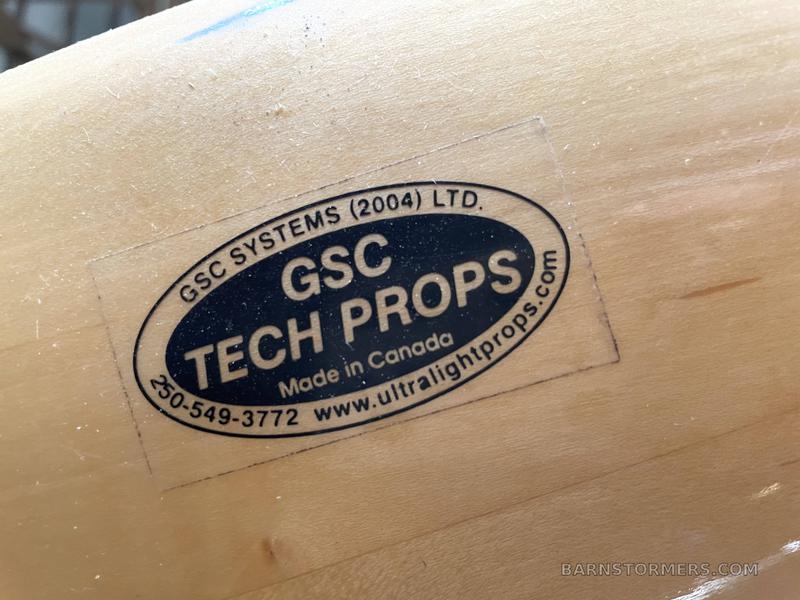 GSC SYSTEMS (2004) LTD.
GSC
TECH PROPS
Made in Canada
250-549-3772 www.ultralightprops.com
BARNSTORMERS.COM